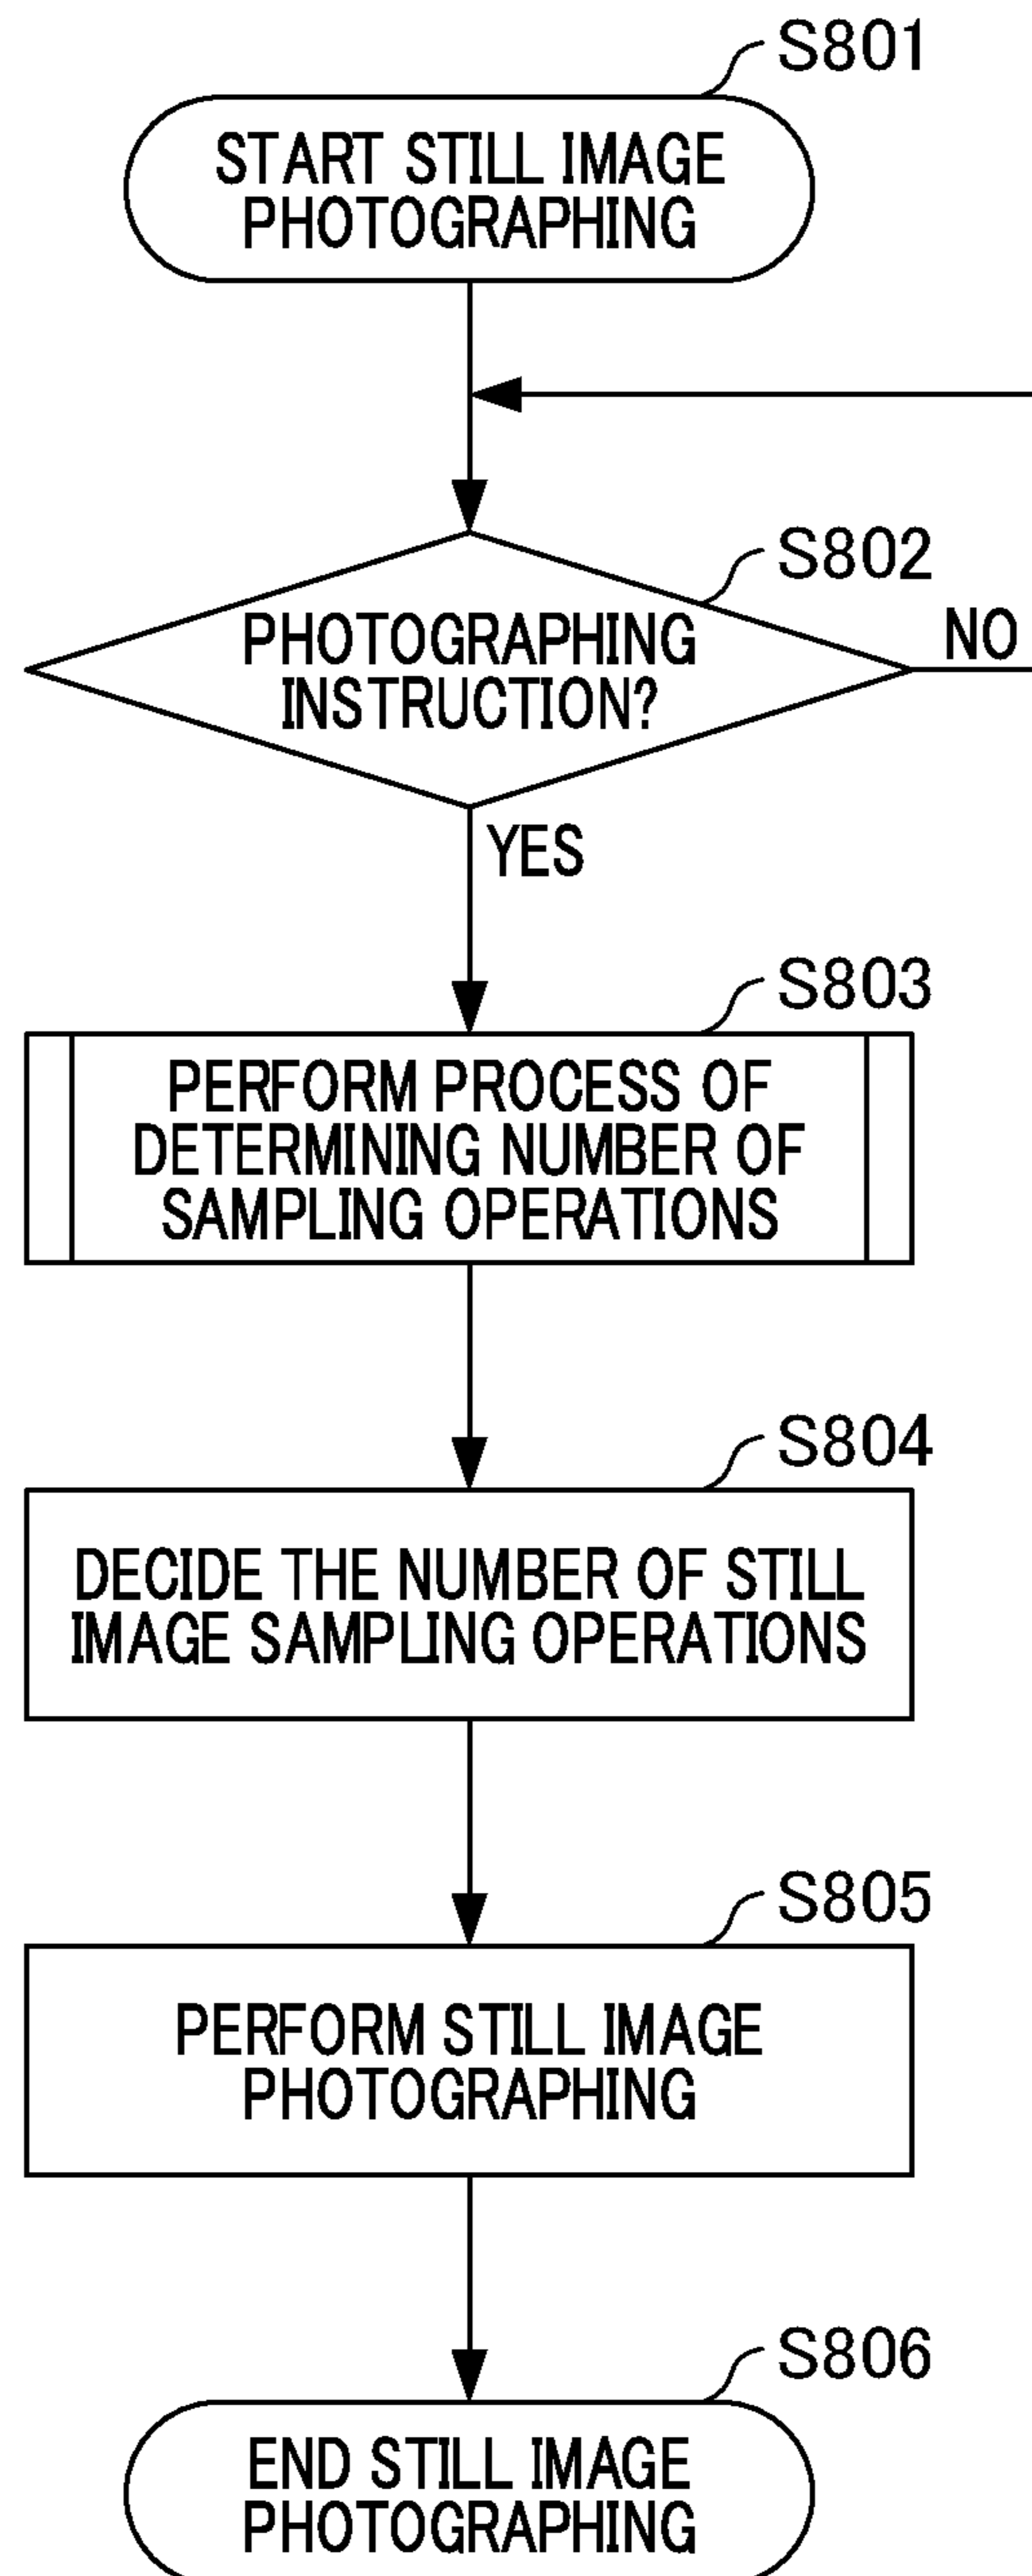 S801
START STILL IMAGE
PHOTOGRAPHING
S802
PHOTOGRAPHING
INSTRUCTION?
NO
YES
S803
PERFORM PROCESS OF
DETERMINING NUMBER OF
SAMPLING OPERATIONS
S804
DECIDE THE NUMBER OF STILL
IMAGE SAMPLING OPERATIONS
S805
PERFORM STILL IMAGE
PHOTOGRAPHING
S806
END STILL IMAGE
PHOTOGRAPHING